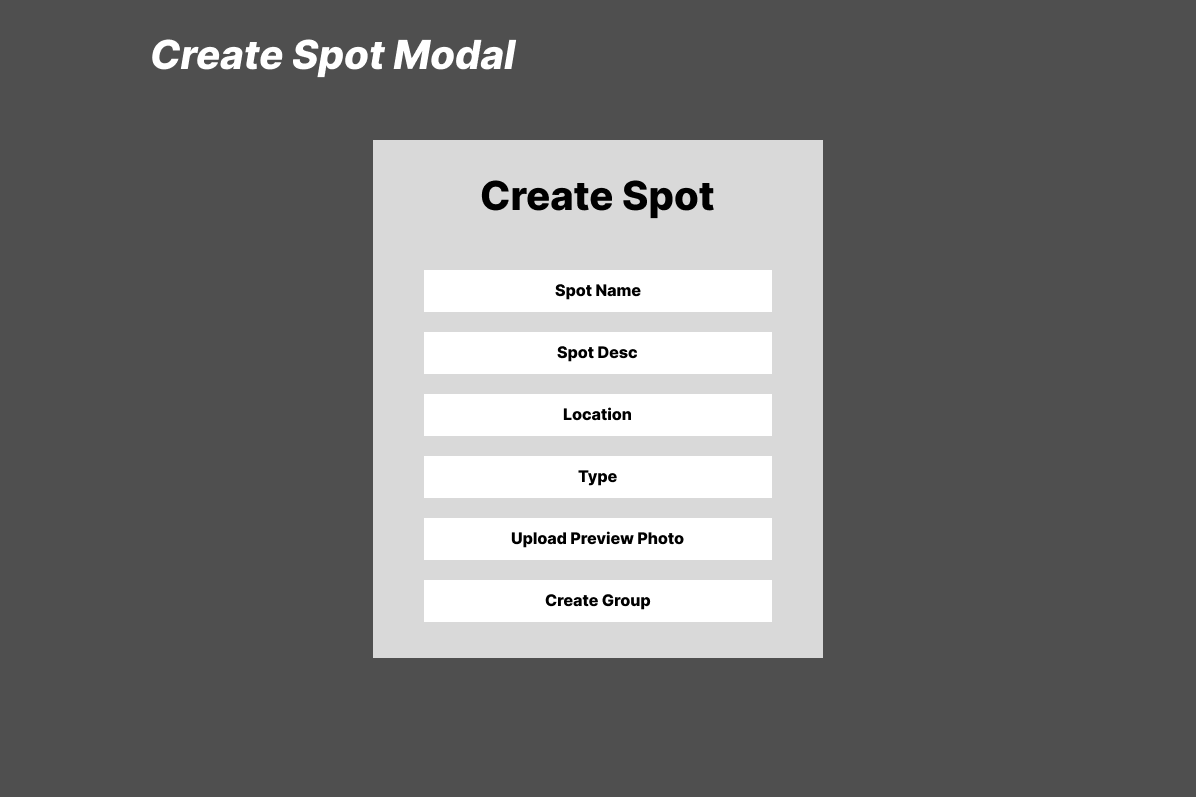 Create Spot Modal
Create Spot
Spot Name
Spot Desc
Location
Type
Upload Preview Photo
Create Group